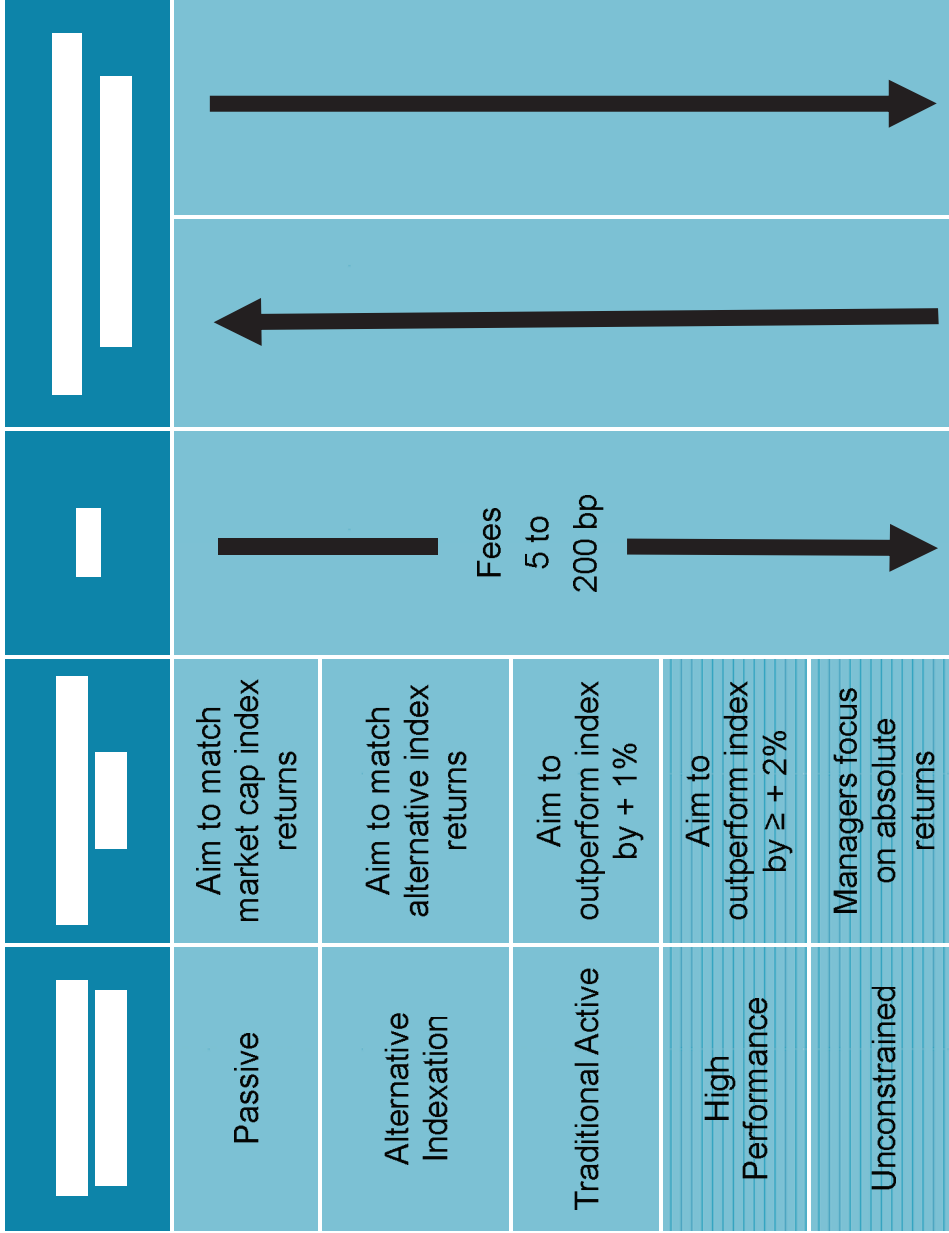 Passive
Aim to match
market cap index
returns
Alternative
Indexation
Aim to match
alternative index
returns
Traditional Active
Aim to
outperform index
by + 1%
Fees
5 to
200 bp
High
Performance
Aim to
outperform index
by ≥ + 2%
Unconstrained
Managers focus
on absolute
returns